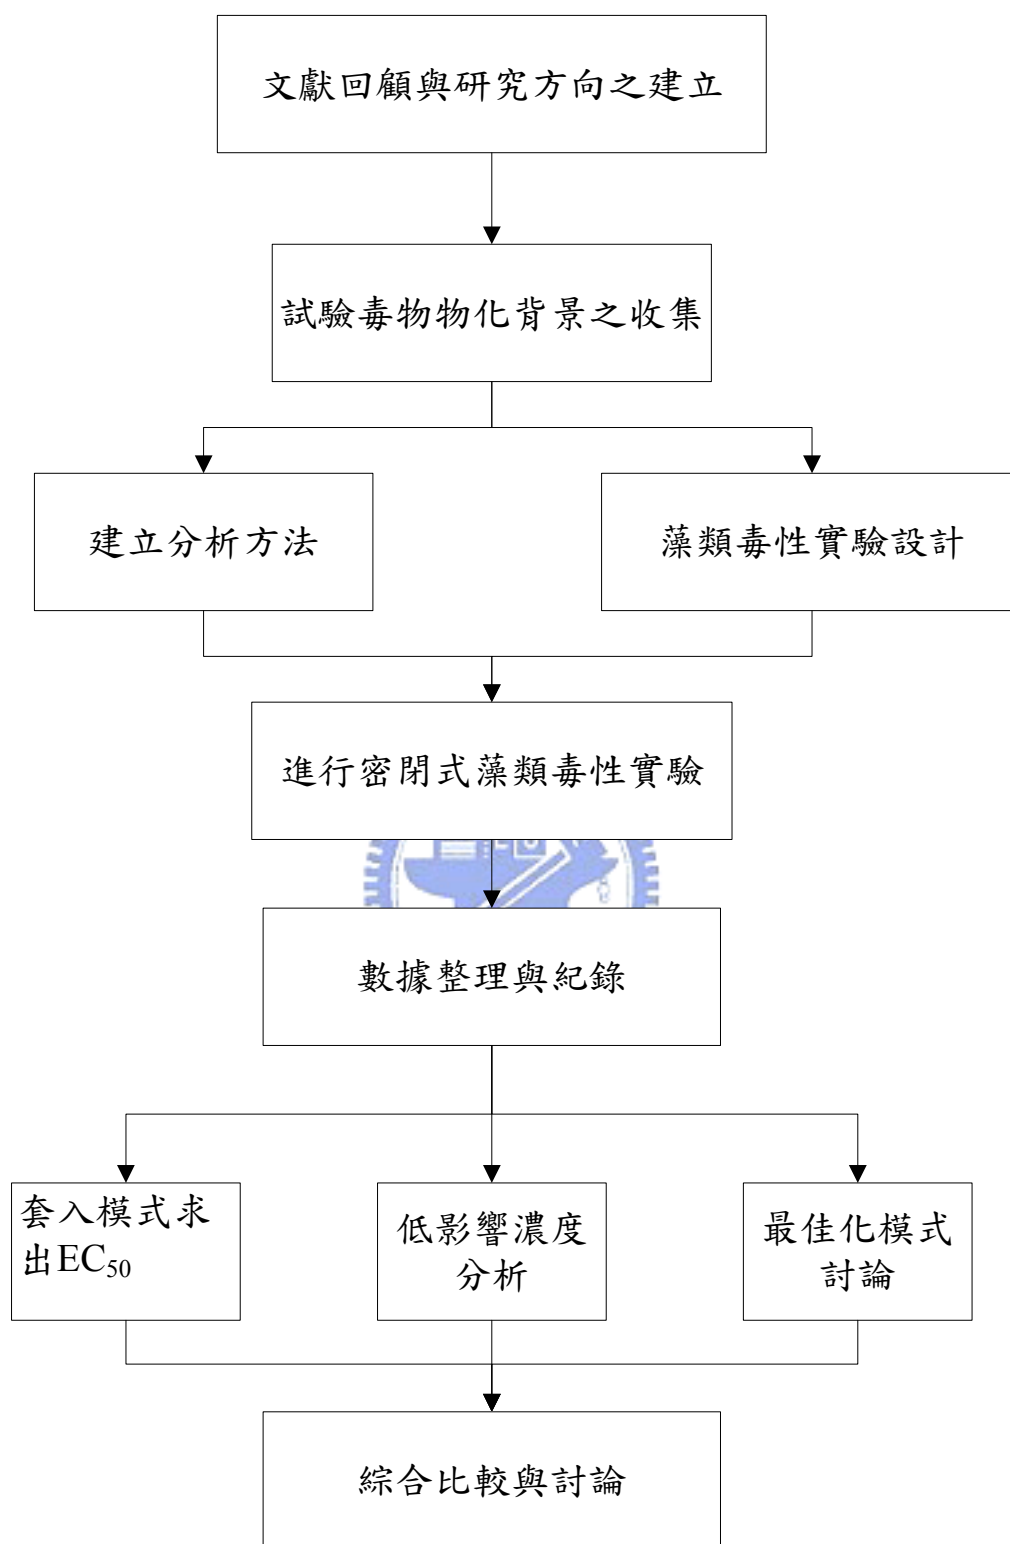 文獻回顧與研究方向之建立
試驗毒物物化背景之收集
建立分析方法
藻類毒性實驗設計
進行密閉式藻類毒性實驗
數據整理與紀錄
套入模式求
出EC₅₀
低影響濃度
分析
最佳化模式
討論
綜合比較與討論